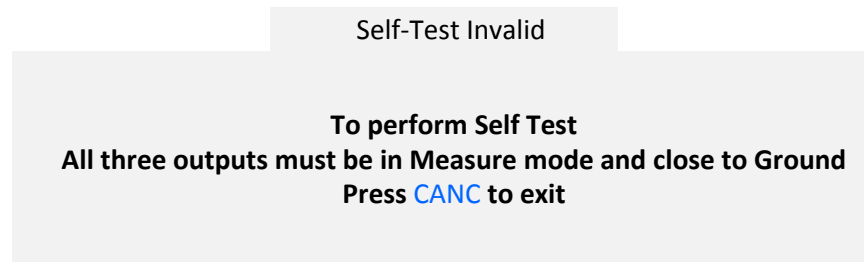 Self-Test Invalid
To perform Self Test
All three outputs must be in Measure mode and close to Ground
Press CANC to exit